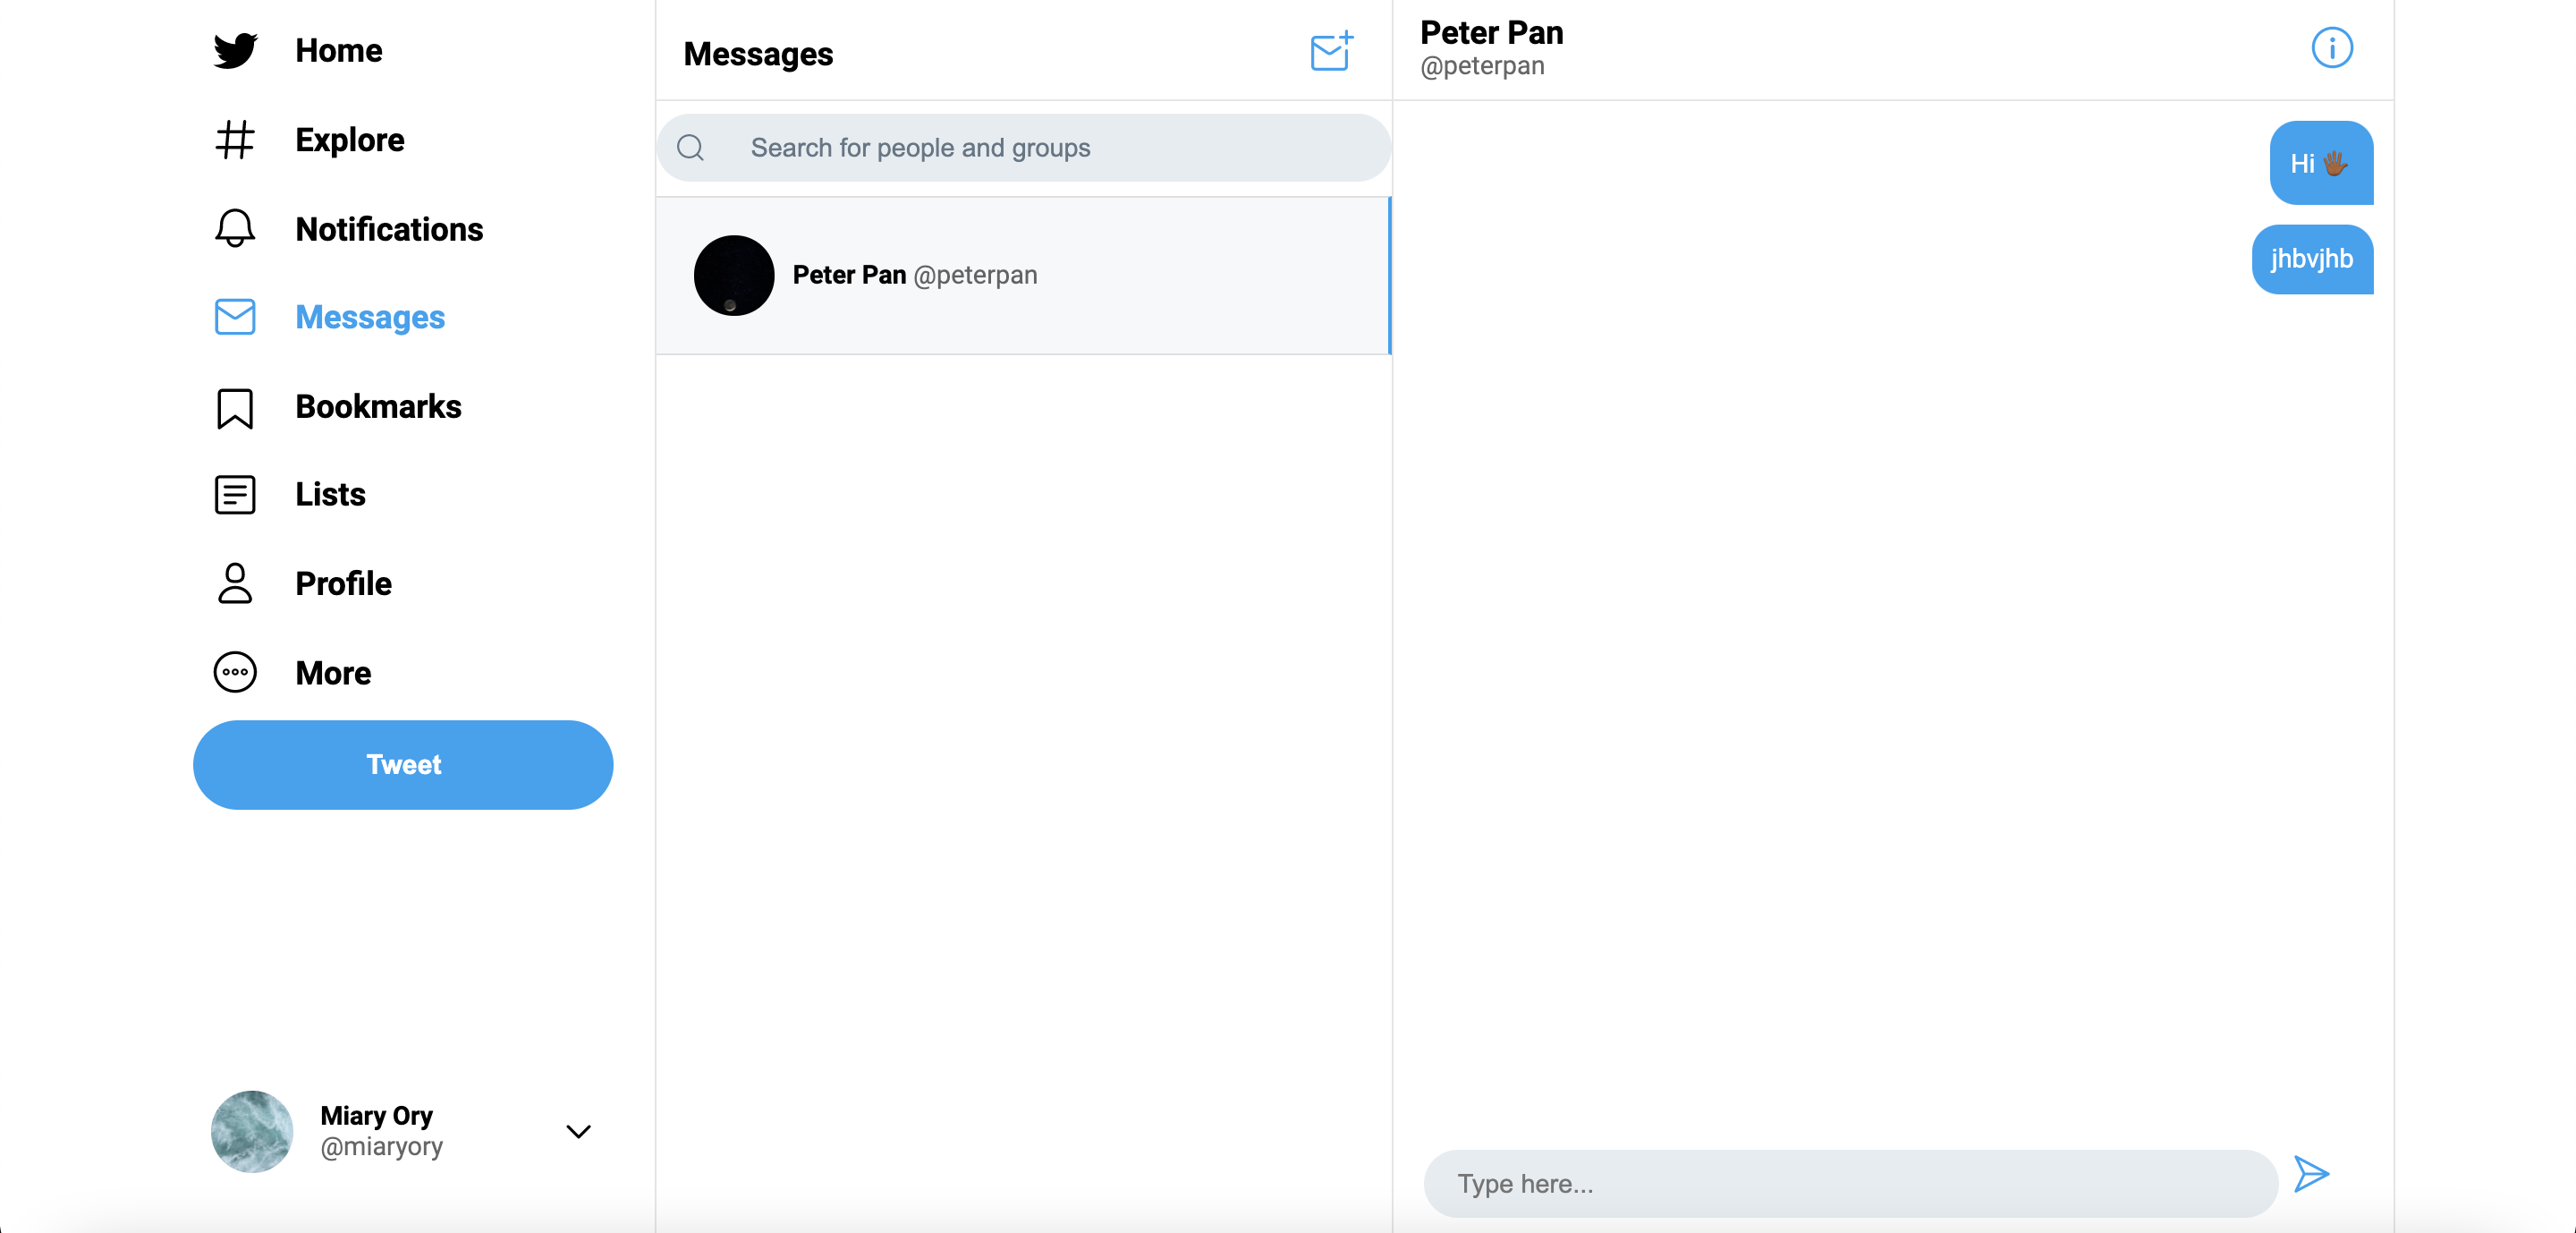 Home
Explore
Notifications
Messages
Bookmarks
Lists
Profile
More
Tweet
Miary Ory
@miaryory
Messages
Search for people and groups
Peter Pan @peterpan
Peter Pan
@peterpan
Hi 🖐🏾
jhbvjhb
Type here...